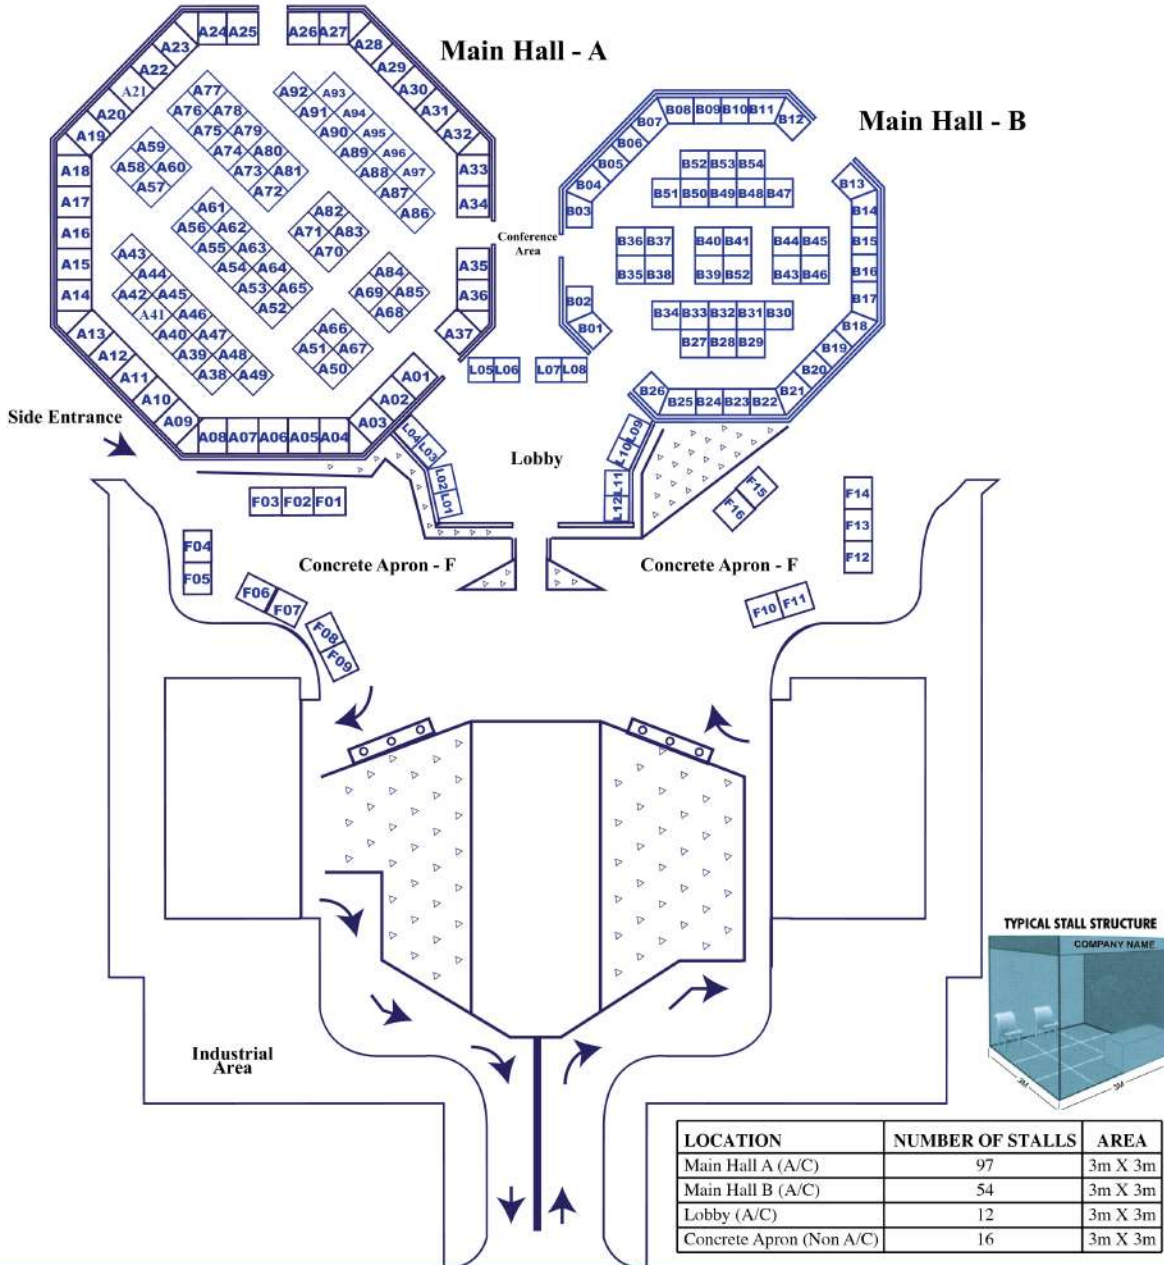 Main Hall - A
Main Hall - B
A24 A25 A26 A27
A23 A28
A22 A29
A21 A30
A20 A31
A19 A32
A18 A33
A17 A34
A16
A15 A35
A14 A36
A13 A37
A12
A11 A01
A10 A02
A09 A03
A08 A07 A06 A05 A04
A77
A76 A78
A75 A79
A74 A80
A73 A81
A72
A92 A93
A91 A94
A90 A95
A89 A96
A88 A97
A87
A86
A59
A58 A60
A57
A61
A56 A62
A55 A63
A54 A64
A53 A65
A52
A82
A71 A83
A70
A84
A69 A85
A68
A66
A51 A67
A50
A43
A44
A42 A45
A41 A46
A40 A47
A39 A48
A38 A49
Conference
Area
B08 B09 B10 B11
B07 B12
B06
B05
B04 B13
B03 B14
B15
B16
B02 B17
B01 B18
B19
B20
B26 B21
B25 B24 B23 B22
B52 B53 B54
B51 B50 B49 B48 B47
B36 B37 B40 B41 B44 B45
B35 B38 B39 B52 B43 B46
B34 B33 B32 B31 B30
B27 B28 B29
L05 L06 L07 L08
L04 L03
L02 L01
L09
L10
L11
L12
Lobby
Side Entrance
F03 F02 F01
F04
F05
F06 F07
F08
F09
F15
F16
F14
F13
F12
F10 F11
Concrete Apron - F
Concrete Apron - F
Industrial
Area
TYPICAL STALL STRUCTURE
COMPANY NAME
3M 3M
LOCATION NUMBER OF STALLS AREA
Main Hall A (A/C) 97 3m X 3m
Main Hall B (A/C) 54 3m X 3m
Lobby (A/C) 12 3m X 3m
Concrete Apron (Non A/C) 16 3m X 3m